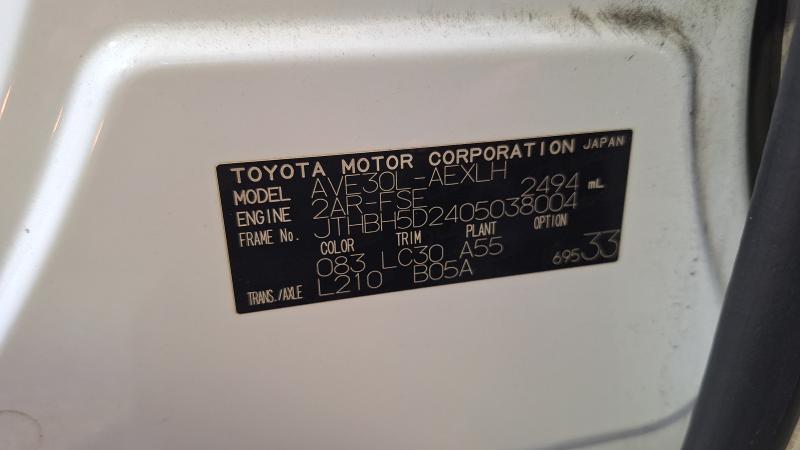 TOYOTA MOTOR CORPORATION JAPAN
MODEL AVE30L-AEXLH
ENGINE 2AR-FSE 2494 mL
FRAME No. JTHBH5D2405038004
COLOR TRIM PLANT OPTION
083 LC30 A55
TRANS./AXLE L210 B05A 69533